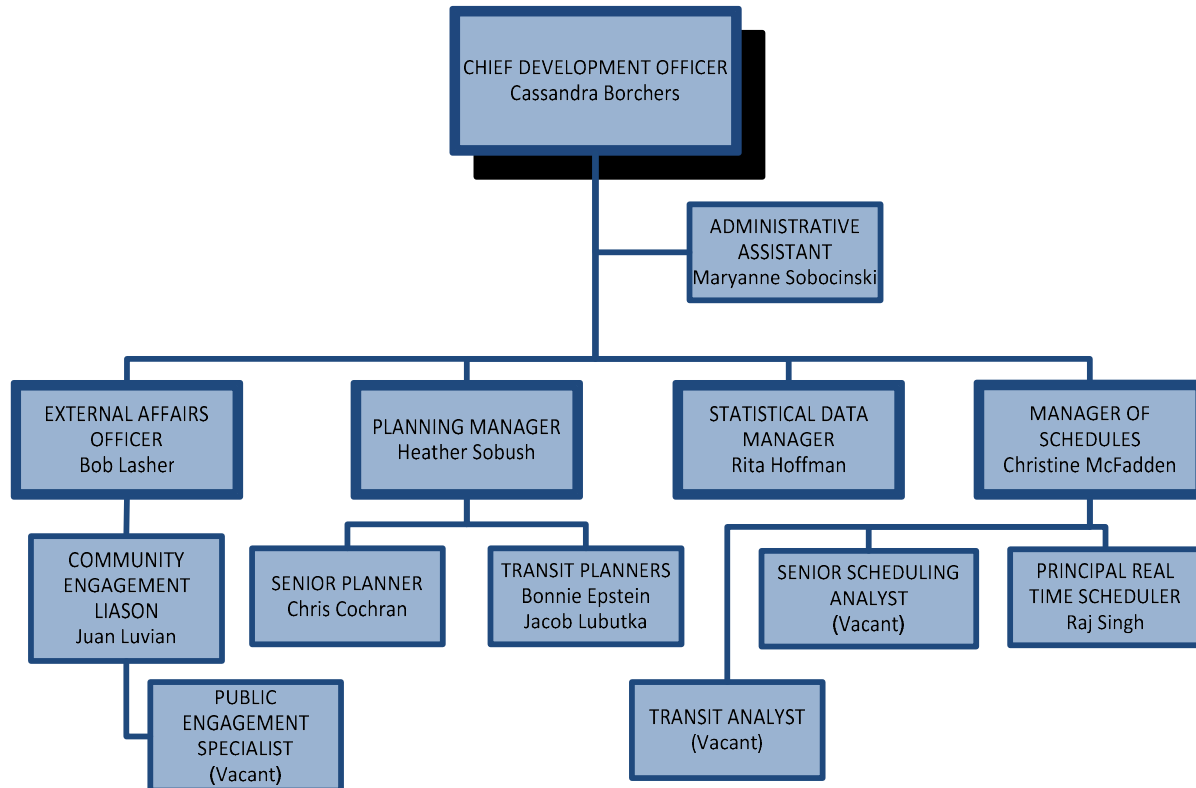 CHIEF DEVELOPMENT OFFICER
Cassandra Borchers
ADMINISTRATIVE
ASSISTANT
Maryanne Sobocinski
EXTERNAL AFFAIRS
OFFICER
Bob Lasher
PLANNING MANAGER
Heather Sobush
STATISTICAL DATA
MANAGER
Rita Hoffman
MANAGER OF
SCHEDULES
Christine McFadden
COMMUNITY
ENGAGEMENT
LIASON
Juan Luvian
SENIOR PLANNER
Chris Cochran
TRANSIT PLANNERS
Bonnie Epstein
Jacob Lubutka
SENIOR SCHEDULING
ANALYST
(Vacant)
PRINCIPAL REAL
TIME SCHEDULER
Raj Singh
PUBLIC
ENGAGEMENT
SPECIALIST
(Vacant)
TRANSIT ANALYST
(Vacant)